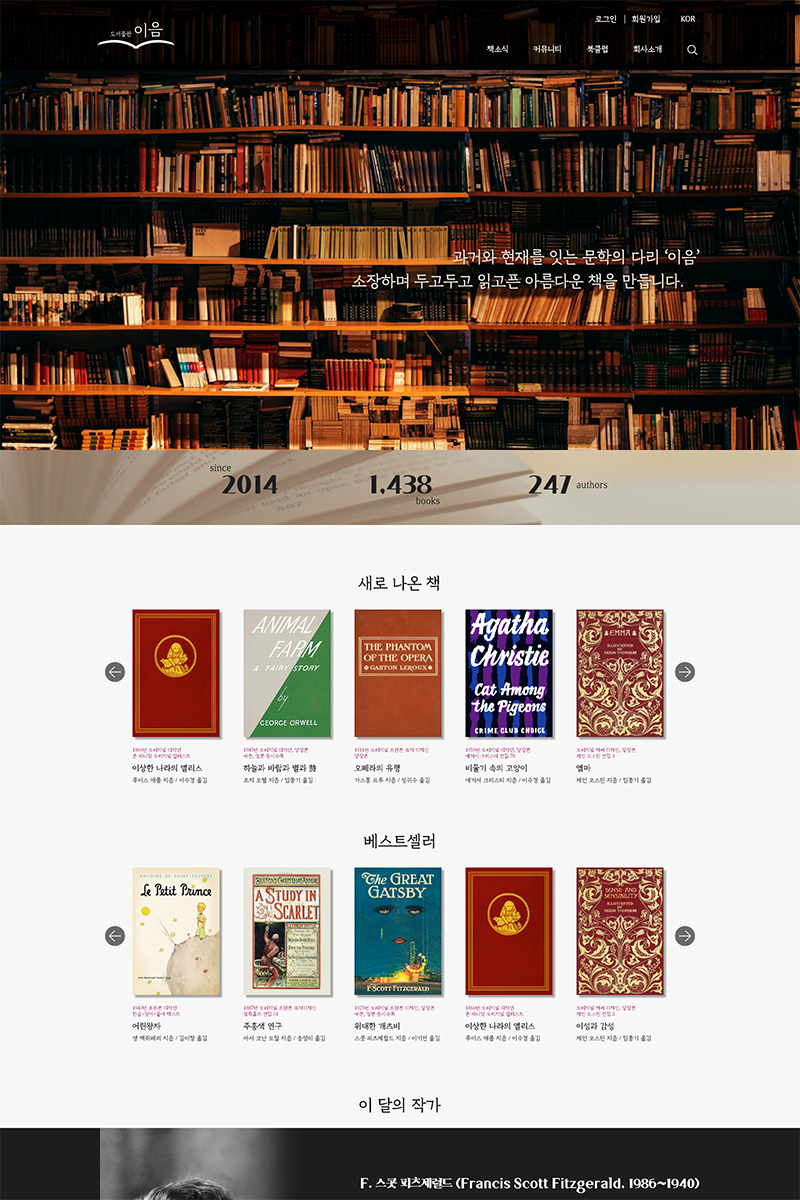 로그인 | 회원가입 KOR
도서출판 이음
책소식 커뮤니티 북클럽 회사소개
과거와 현재를 잇는 문학의 다리 ‘이음’
소장하며 두고두고 읽고픈 아름다운 책을 만듭니다.
since
2014
1,438
books
247 authors
새로 나온 책
ANIMAL
FARM
A FAIRY STORY
by
GEORGE ORWELL
THE PHANTOM
OF THE OPERA
GASTON LEROUX
Agatha
Christie
Cat Among
the Pigeons
CRIME CLUB CHOICE
EMMA
ILLUSTRATED
BY
HUGH THOMSON
이상한 나라의 앨리스
루이스 캐롤 지음 / 이수경 옮김
하늘과 바람과 별과 詩
조지 오웰 지음 / 임종기 옮김
오페라의 유령
가스통 르루 지음 / 성귀수 옮김
비둘기 속의 고양이
애거서 크리스티 지음 / 이수경 옮김
엠마
제인 오스틴 지음 / 임종기 옮김
베스트셀러
ANTOINE DE SAINT-EXUPÉRY
Le Petit Prince
A STUDY IN
SCARLET
The GREAT
GATSBY
F·SCOTT·FITZGERALD
SENSE AND
SENSIBILITY
ILLUSTRATED
BY
HUGH THOMSON
어린왕자
생 텍쥐페리 지음 / 김이정 옮김
주홍색 연구
아서 코난 도일 지음 / 송성미 옮김
위대한 개츠비
스콧 피츠제럴드 지음 / 이기선 옮김
이상한 나라의 앨리스
루이스 캐롤 지음 / 이수경 옮김
이성과 감성
제인 오스틴 지음 / 임종기 옮김
이 달의 작가
F. 스콧 피츠제럴드 (Francis Scott Fitzgerald, 1986~1940)